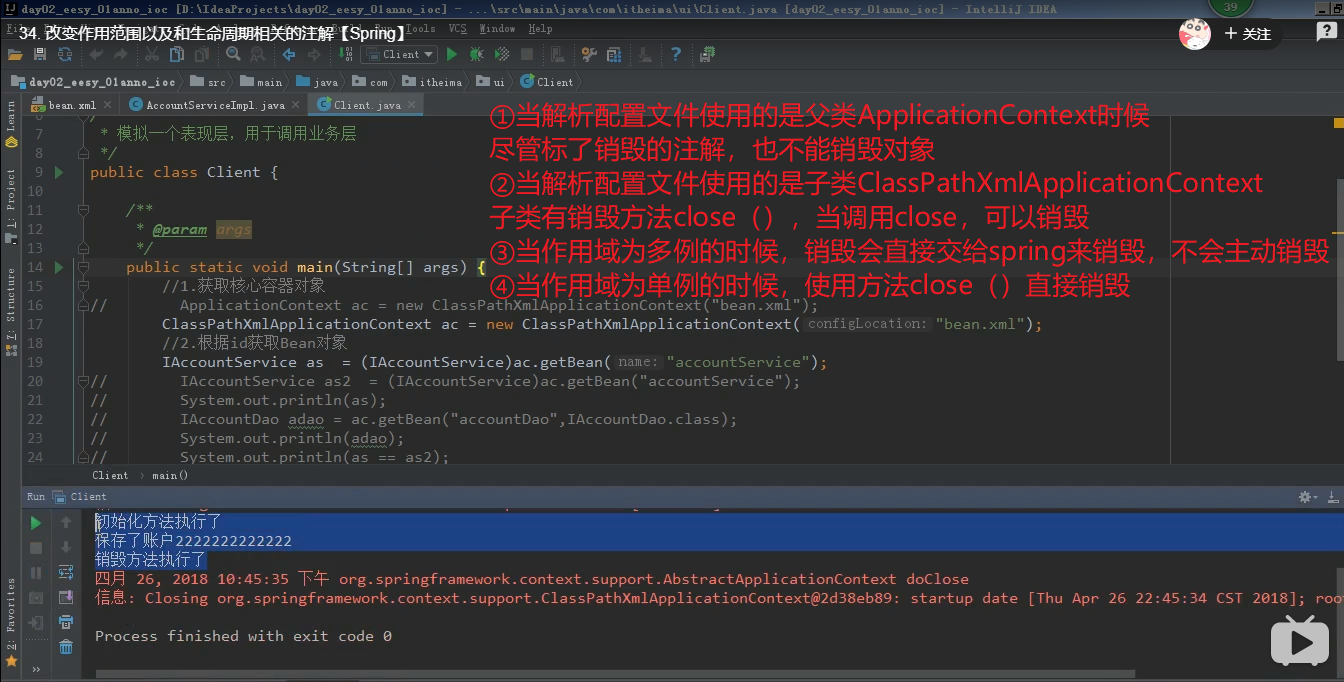 day02_eesy_01anno_ioc [D:\IdeaProjects\day02_eesy_01anno_ioc] - ...\src\main\java\com\itheima\ui\Client.java [day02_eesy_01anno_ioc] - IntelliJ IDEA
34. 改变作用范围以及和生命周期相关的注解【Spring】
Tools VCS Window Help
39
+ 关注
Client
day02_eesy_01anno_ioc src main java com itheima ui Client
bean.xml AccountServiceImpl.java Client.java
①当解析配置文件使用的是父类ApplicationContext时候
尽管标了销毁的注解，也不能销毁对象
②当解析配置文件使用的是子类ClassPathXmlApplicationContext
子类有销毁方法close（），当调用close，可以销毁
③当作用域为多例的时候，销毁会直接交给spring来销毁，不会主动销毁
④当作用域为单例的时候，使用方法close（）直接销毁
Learn
1: Project
7: Structure
2: Favorites
7 * 模拟一个表现层，用于调用业务层
8 */
9 public class Client {
10
11 /**
12 * @param args
13 */
14 public static void main(String[] args) {
15 //1.获取核心容器对象
16 // ApplicationContext ac = new ClassPathXmlApplicationContext("bean.xml");
17 ClassPathXmlApplicationContext ac = new ClassPathXmlApplicationContext( configLocation: "bean.xml");
18 //2.根据id获取Bean对象
19 IAccountService as = (IAccountService)ac.getBean( name: "accountService");
20 // IAccountService as2 = (IAccountService)ac.getBean("accountService");
21 // System.out.println(as);
22 // IAccountDao adao = ac.getBean("accountDao",IAccountDao.class);
23 // System.out.println(adao);
24 // System.out.println(as == as2);
Client main()
Run Client
初始化方法执行了
保存了账户2222222222222
销毁方法执行了
四月 26, 2018 10:45:35 下午 org.springframework.context.support.AbstractApplicationContext doClose
信息: Closing org.springframework.context.support.ClassPathXmlApplicationContext@2d38eb89: startup date [Thu Apr 26 22:45:34 CST 2018]; roo
Process finished with exit code 0